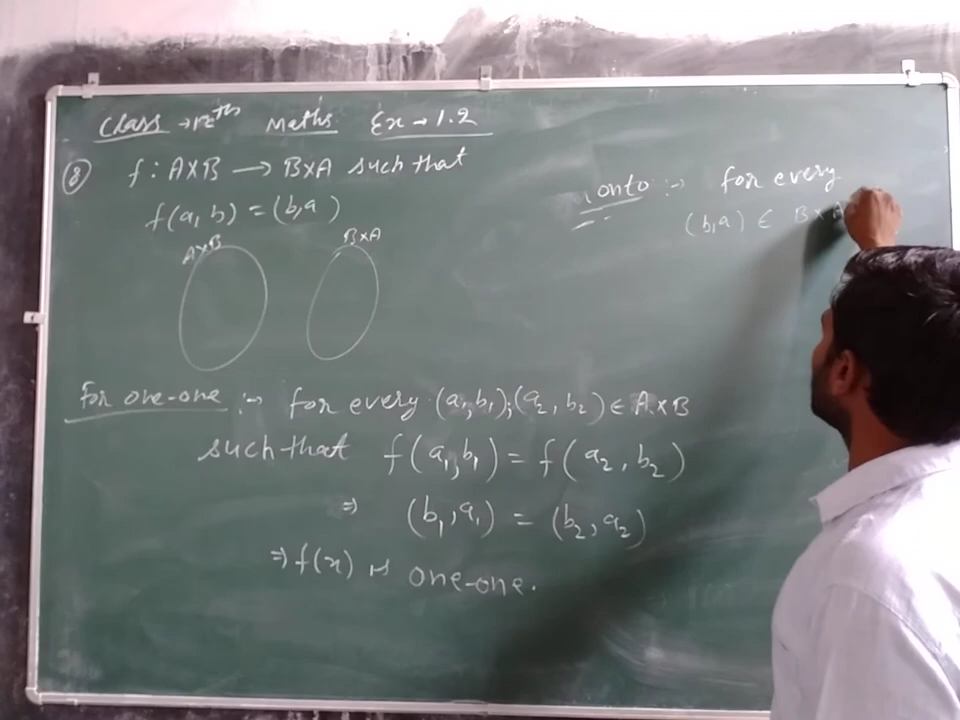 Class → 12th Maths Ex → 1.2
⑧ f : A×B → B×A such that
f(a, b) = (b,a)
A×B B×A
For one-one :→ for every (a₁,b₁),(a₂, b₂) ∈ A×B
such that f(a₁,b₁) = f(a₂, b₂)
⇒ (b₁,a₁) = (b₂, a₂)
⇒ f(x) is one-one.
onto :→ for every
(b,a) ∈ B×A